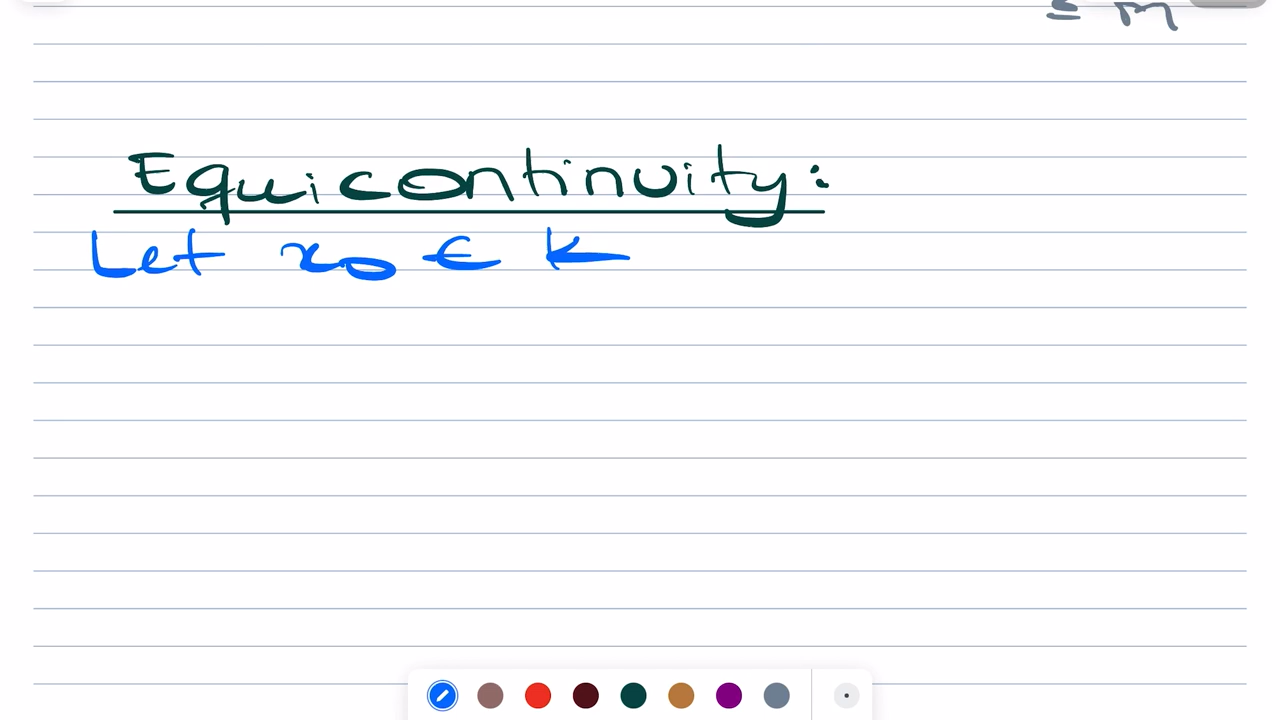 ≤ m
Equicontinuity:
Let x₀ ∈ K